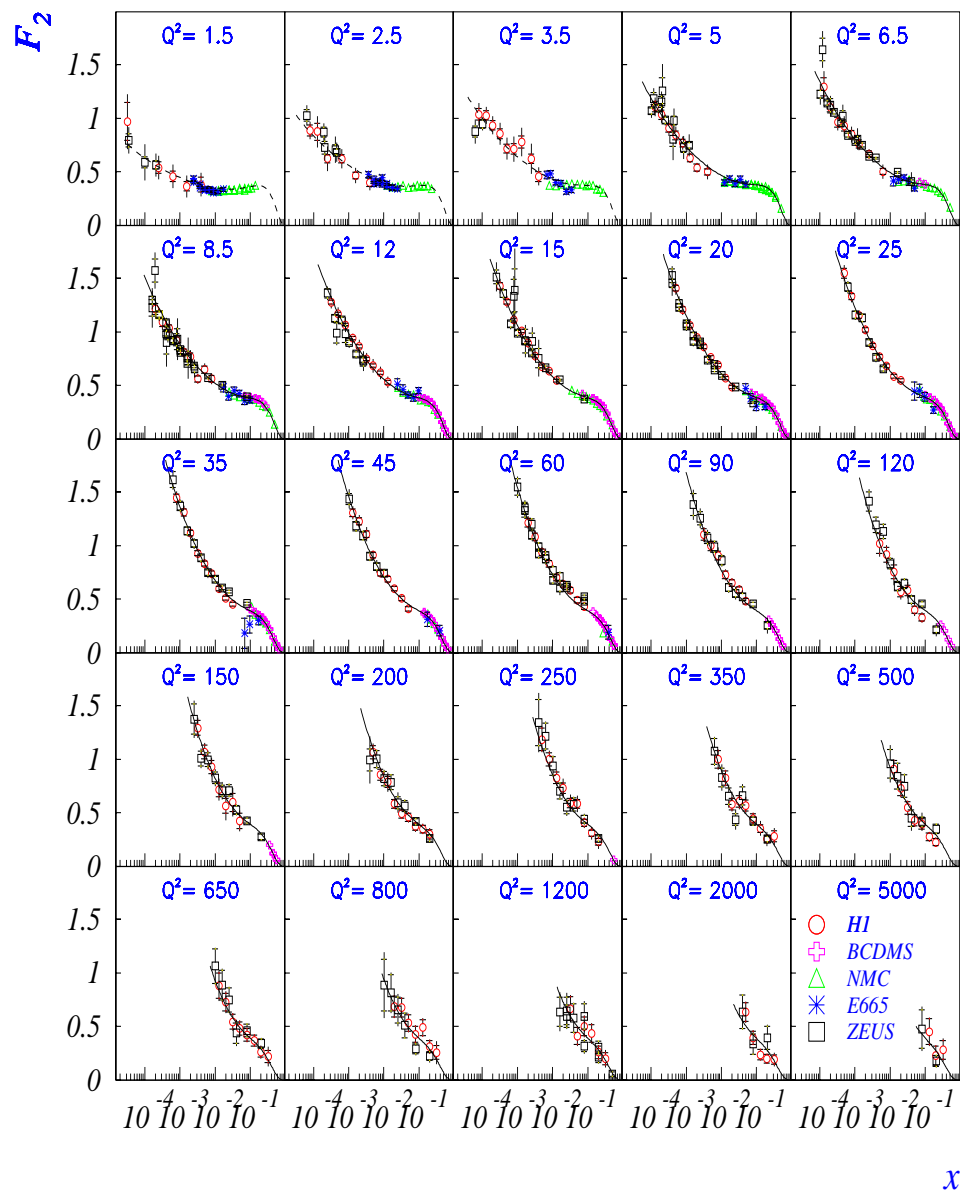 F2
Q²= 1.5
Q²= 2.5
Q²= 3.5
Q²= 5
Q²= 6.5
1.5
1
0.5
0
Q²= 8.5
Q²= 12
Q²= 15
Q²= 20
Q²= 25
1.5
1
0.5
0
Q²= 35
Q²= 45
Q²= 60
Q²= 90
Q²= 120
1.5
1
0.5
0
Q²= 150
Q²= 200
Q²= 250
Q²= 350
Q²= 500
1.5
1
0.5
0
Q²= 650
Q²= 800
Q²= 1200
Q²= 2000
Q²= 5000
1.5
1
0.5
0
H1
BCDMS
NMC
E665
ZEUS
10-4 10-3 10-2 10-1
10-4 10-3 10-2 10-1
10-4 10-3 10-2 10-1
10-4 10-3 10-2 10-1
10-4 10-3 10-2 10-1
x